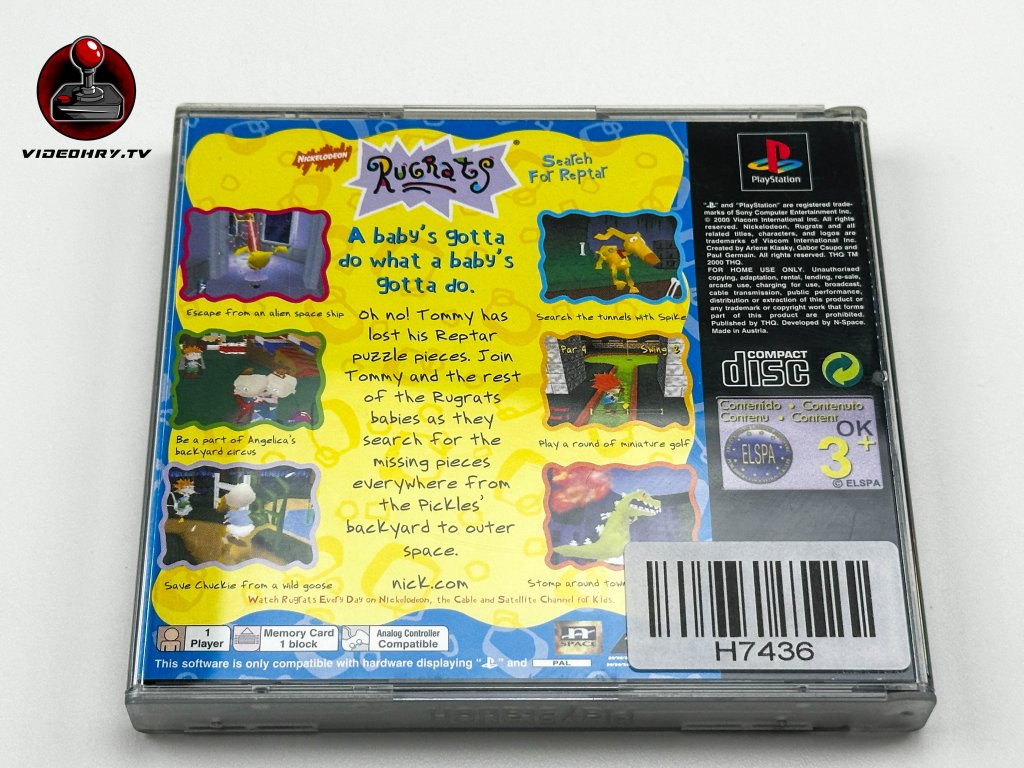 VIDEOHRY.TV
NICKELODEON
RUGRATS ®
Search
For Reptar
A baby's gotta
do what a baby's
gotta do.
Oh no! Tommy has
lost his Reptar
puzzle pieces. Join
Tommy and the rest
of the Rugrats
babies as they
search for the
missing pieces
everywhere from
the Pickles'
backyard to outer
space.
nick.com
Escape from an alien space ship
Be a part of Angelica's
backyard circus
Save Chuckie from a wild goose
Search the tunnels with Spike
Par 4 Swing 3
Play a round of miniature golf
Stomp around
Watch Rugrats Every Day on Nickelodeon, the Cable and Satellite Channel for Kids.
1
Player
Memory Card
1 block
Analog Controller
Compatible
N
SPACE
This software is only compatible with hardware displaying " " and PAL
PlayStation
" " and "PlayStation" are registered trade-
marks of Sony Computer Entertainment Inc.
© 2000 Viacom International Inc. All rights
reserved. Nickelodeon, Rugrats and all
related titles, characters, and logos are
trademarks of Viacom International Inc.
Created by Arlene Klasky, Gabor Csupo and
Paul Germain. All rights reserved. THQ TM
2000 THQ.
FOR HOME USE ONLY. Unauthorised
copying, adaptation, rental, lending, re-sale,
arcade use, charging for use, broadcast,
cable transmission, public performance,
distribution or extraction of this product or
any trademark or copyright work that forms
part of this product are prohibited.
Published by THQ. Developed by N-Space.
Made in Austria.
COMPACT
disc
Contenido • Contenuto
Contenu • Content
ELSPA
OK
3+
© ELSPA
H7436
PlayStation